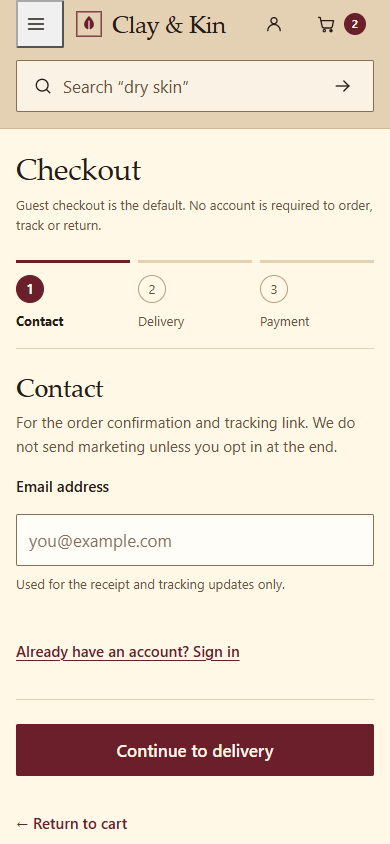 Clay & Kin
2
Search “dry skin”
Checkout
Guest checkout is the default. No account is required to order,
track or return.
1
2
3
Contact
Delivery
Payment
Contact
For the order confirmation and tracking link. We do
not send marketing unless you opt in at the end.
Email address
you@example.com
Used for the receipt and tracking updates only.
Already have an account? Sign in
Continue to delivery
← Return to cart